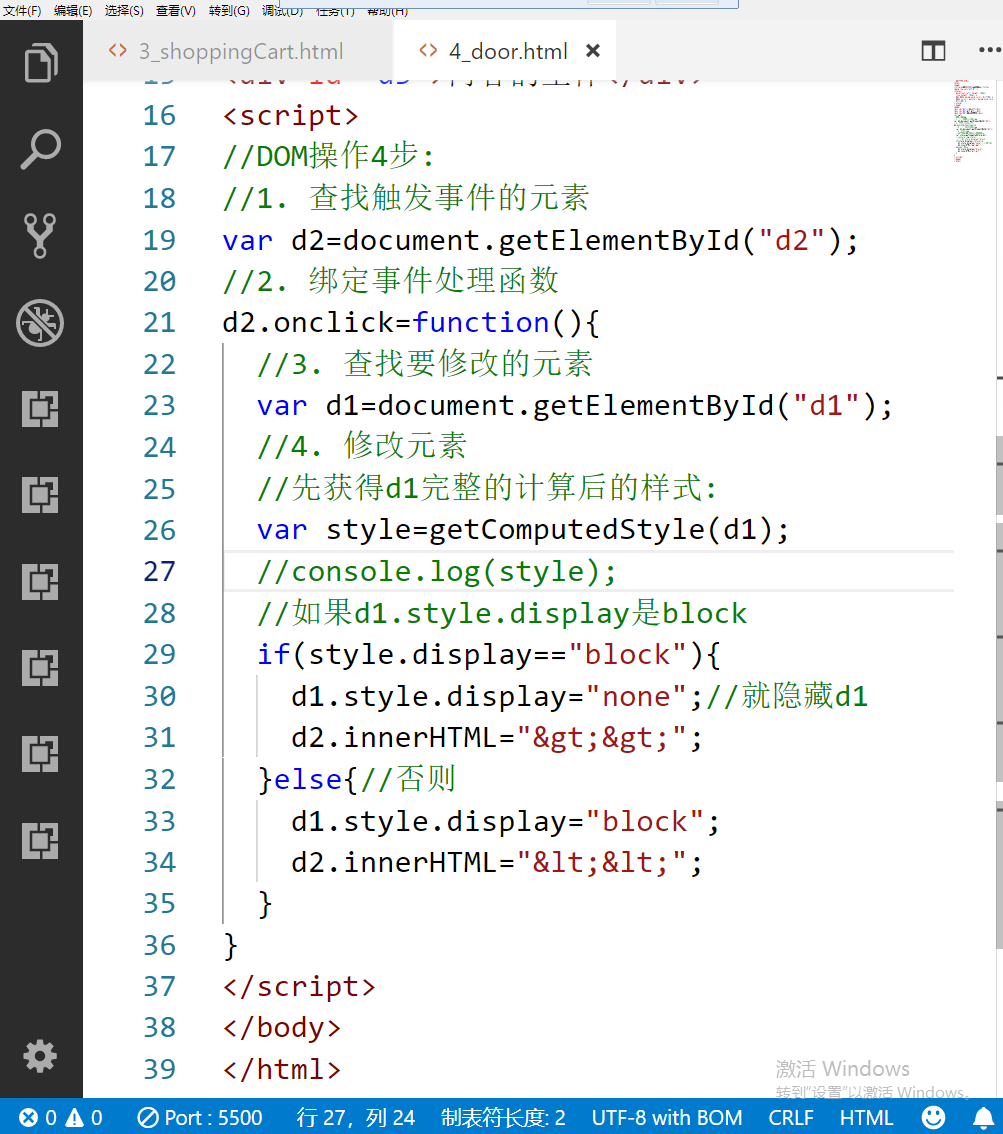 文件(F) 编辑(E) 选择(S) 查看(V) 转到(G) 调试(D) 任务(T) 帮助(H)
3_shoppingCart.html
4_door.html
16 <script>
17 //DOM操作4步:
18 //1. 查找触发事件的元素
19 var d2=document.getElementById("d2");
20 //2. 绑定事件处理函数
21 d2.onclick=function(){
22 //3. 查找要修改的元素
23 var d1=document.getElementById("d1");
24 //4. 修改元素
25 //先获得d1完整的计算后的样式:
26 var style=getComputedStyle(d1);
27 //console.log(style);
28 //如果d1.style.display是block
29 if(style.display=="block"){
30 d1.style.display="none";//就隐藏d1
31 d2.innerHTML="&gt;&gt;";
32 }else{//否则
33 d1.style.display="block";
34 d2.innerHTML="&lt;&lt;";
35 }
36 }
37 </script>
38 </body>
39 </html>
激活 Windows
转到"设置"以激活 Windows。
0 0 Port : 5500 行 27，列 24 制表符长度: 2 UTF-8 with BOM CRLF HTML